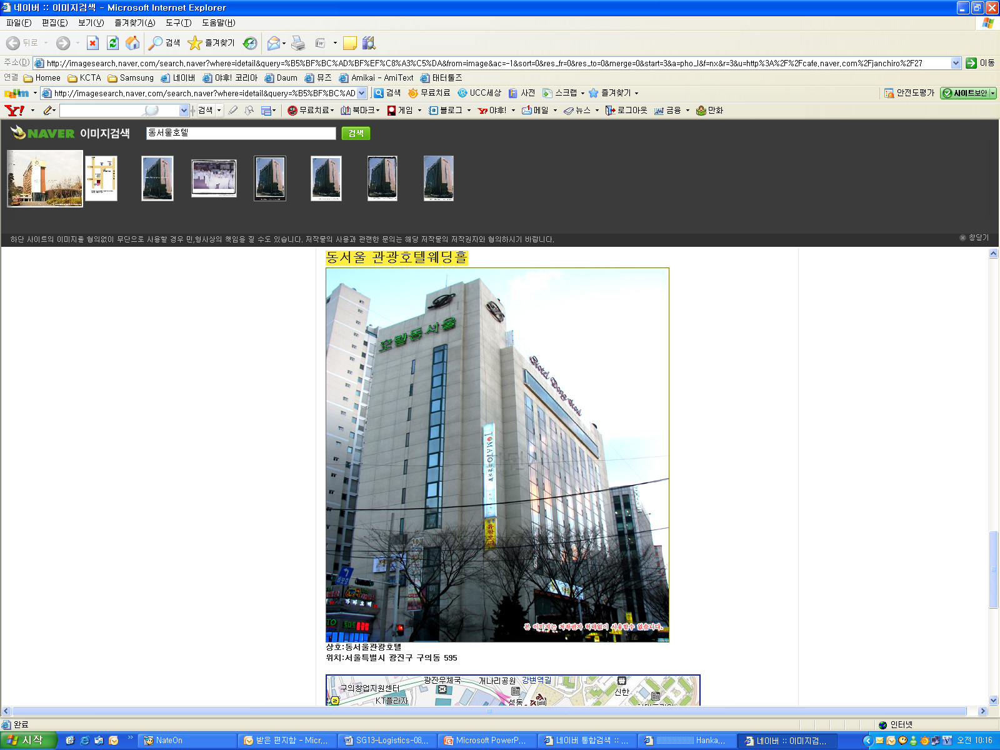 네이버 :: 이미지검색 - Microsoft Internet Explorer
파일(F) 편집(E) 보기(V) 즐겨찾기(A) 도구(T) 도움말(H)
뒤로 검색 즐겨찾기
주소(D) http://imagesearch.naver.com/search.naver?where=idetail&query=%B5%BF%BC%AD%BF%EF%C8%A3%C5%DA&from=image&ac=-1&sort=0&res_fr=0&res_to=0&merge=0&start=3&a=pho_l&f=nx&r=3&u=http%3A%2F%2Fcafe.naver.com%2Fjanchiro%2F27 이동
연결 Homee KCTA Samsung 네이버 야후! 코리아 Daum 뮤즈 Amikai - AmiText 태터툴즈
Daum http://imagesearch.naver.com/search.naver?where=idetail&query=%B5%BF%BC%AD 검색 무료치료 UCC세상 사전 스크랩 즐겨찾기 안전도평가 사이트보안
Y! 검색 무료치료 북마크 게임 블로그 야후! 메일 뉴스 로그아웃 금융 만화
NAVER 이미지검색 동서울호텔 검색
하단 사이트의 이미지를 협의없이 무단으로 사용할 경우 민,형사상의 책임을 질 수도 있습니다. 저작물의 사용과 관련한 문의는 해당 저작물의 저작권자와 협의하시기 바랍니다. 창닫기
동서울 관광호텔웨딩홀
호텔동서울
Hotel Dong Seoul
TOMATO
본 이미지는 저작권자 허락없이 사용할수 없습니다.
상호:동서울관광호텔
위치:서울특별시 광진구 구의동 595
광진우체국 개나리공원 강변역길
구의창업지원센터 신한
KT플라자 성동
완료 인터넷
시작 NateOn 받은 편지함 - Micr... SG13-Logistics-08... Microsoft PowerP... 네이버 통합검색 :: ... Hanka... 네이버 :: 이미지검... 오전 10:16